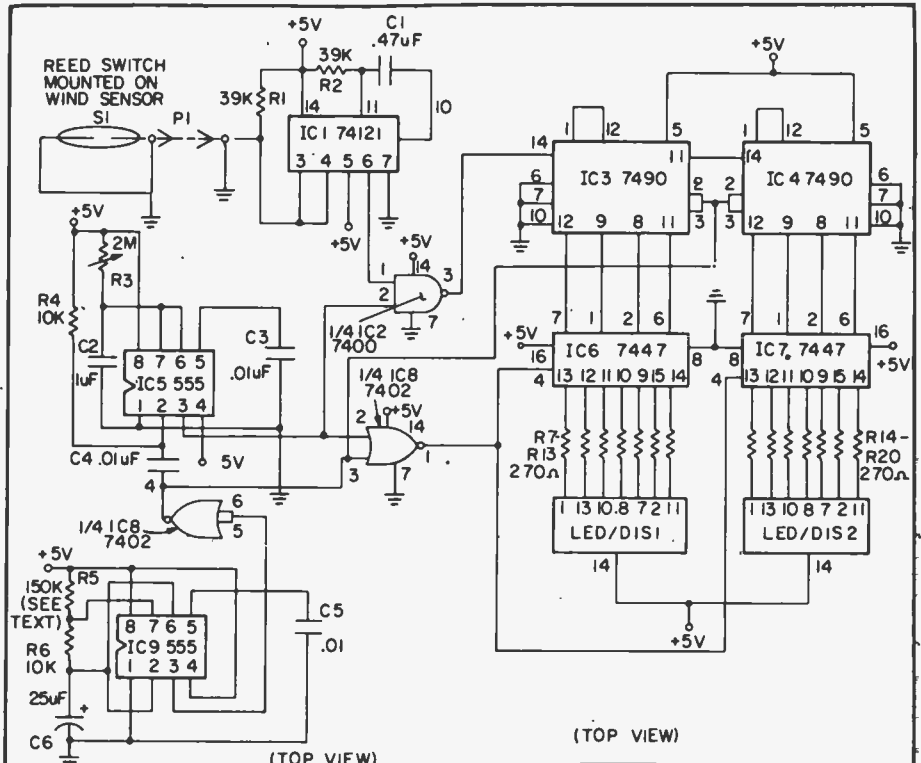 REED SWITCH
MOUNTED ON
WIND SENSOR
S1
P1
+5V
39K
R1
39K
R2
C1
.47uF
14
11
10
IC1 74121
3 4 5 6 7
+5V
+5V
2M
R3
R4
10K
C2
.1uF
8 7 6 5
IC5 555
1 2 3 4
C3
.01uF
C4 .01uF
5V
4
6
5
1/4 IC8
7402
+5V
14
1
2
3
7
1/4 IC2
7400
1/4 IC8
7402
+5V
2
14
3
1
7
+5V
R5
150K
(SEE
TEXT)
R6
10K
25uF
+
C6
8 7 6 5
IC9 555
1 2 3 4
C5
.01
(TOP VIEW)
+5V
1 12 5
14 11
IC3 7490
6
7
10
2
3
12 9 8 11
1 12 5
14
IC4 7490
2
3
6
7
10
12 9 8 11
7 1 2 6
+5V
16
IC6 7447
8
4
13 12 11 10 9 15 14
7 1 2 6
8
IC7 7447
16
+5V
4
13 12 11 10 9 15 14
R7-
R13
270Ω
R14-
R20
270Ω
1 13 10 8 7 2 11
LED/DIS1
14
1 13 10 8 7 2 11
LED/DIS2
14
+5V
(TOP VIEW)